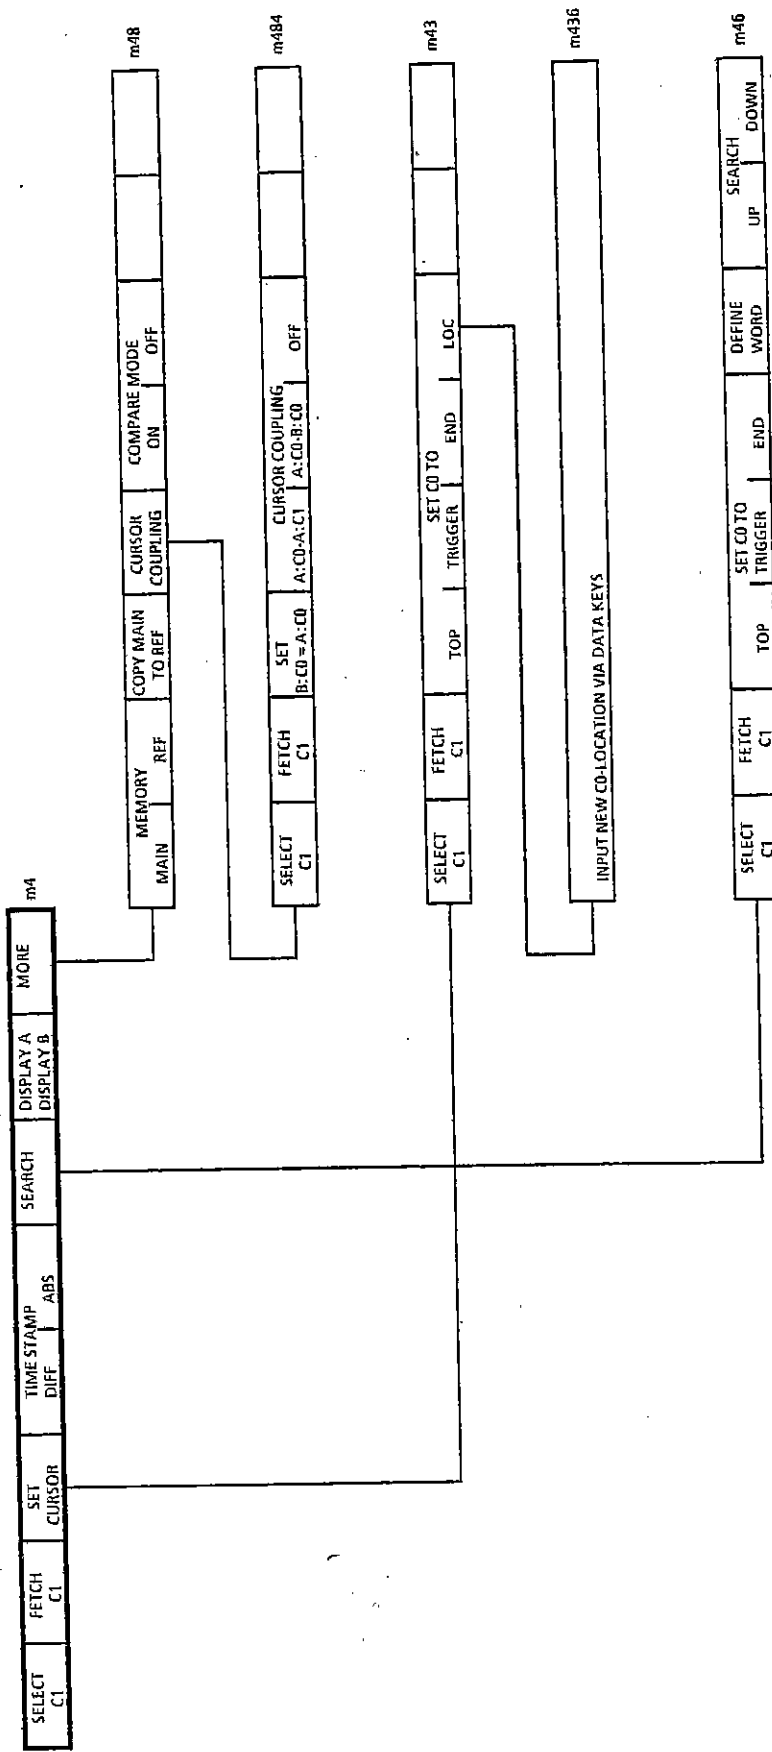 m4
SELECT
C1
FETCH
C1
SET
CURSOR
TIME STAMP
DIFF ABS
SEARCH
DISPLAY A
DISPLAY B
MORE
m48
MEMORY
MAIN REF
COPY MAIN
TO REF
CURSOR
COUPLING
COMPARE MODE
ON OFF
m484
SELECT
C1
FETCH
C1
SET
B:C0 = A:C0
CURSOR COUPLING
A:C0-A:C1 A:C0-B:C0 OFF
m43
SELECT
C1
FETCH
C1
SET C0 TO
TOP TRIGGER END LOC
m436
INPUT NEW C0-LOCATION VIA DATA KEYS
m46
SELECT
C1
FETCH
C1
SET C0 TO
TOP TRIGGER END
DEFINE
WORD
SEARCH
UP DOWN